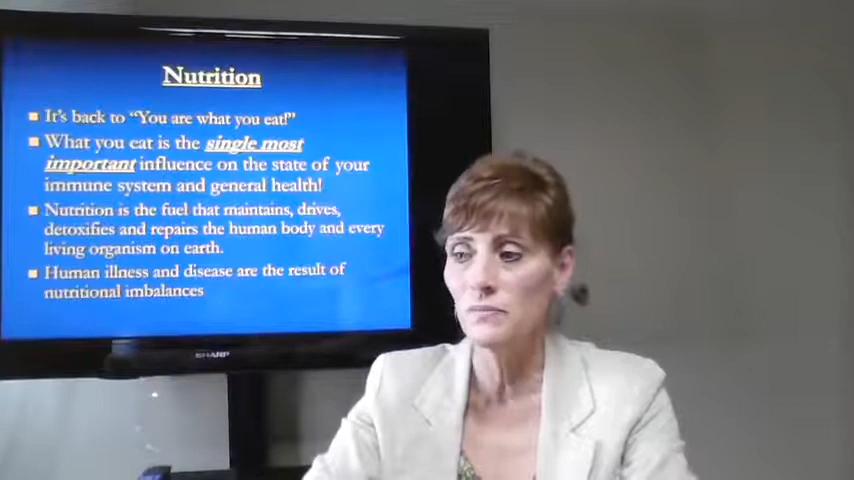 Nutrition
It's back to "You are what you eat!"
What you eat is the single most
important influence on the state of your
immune system and general health!
Nutrition is the fuel that maintains, drives,
detoxifies and repairs the human body and every
living organism on earth.
Human illness and disease are the result of
nutritional imbalances
SHARP